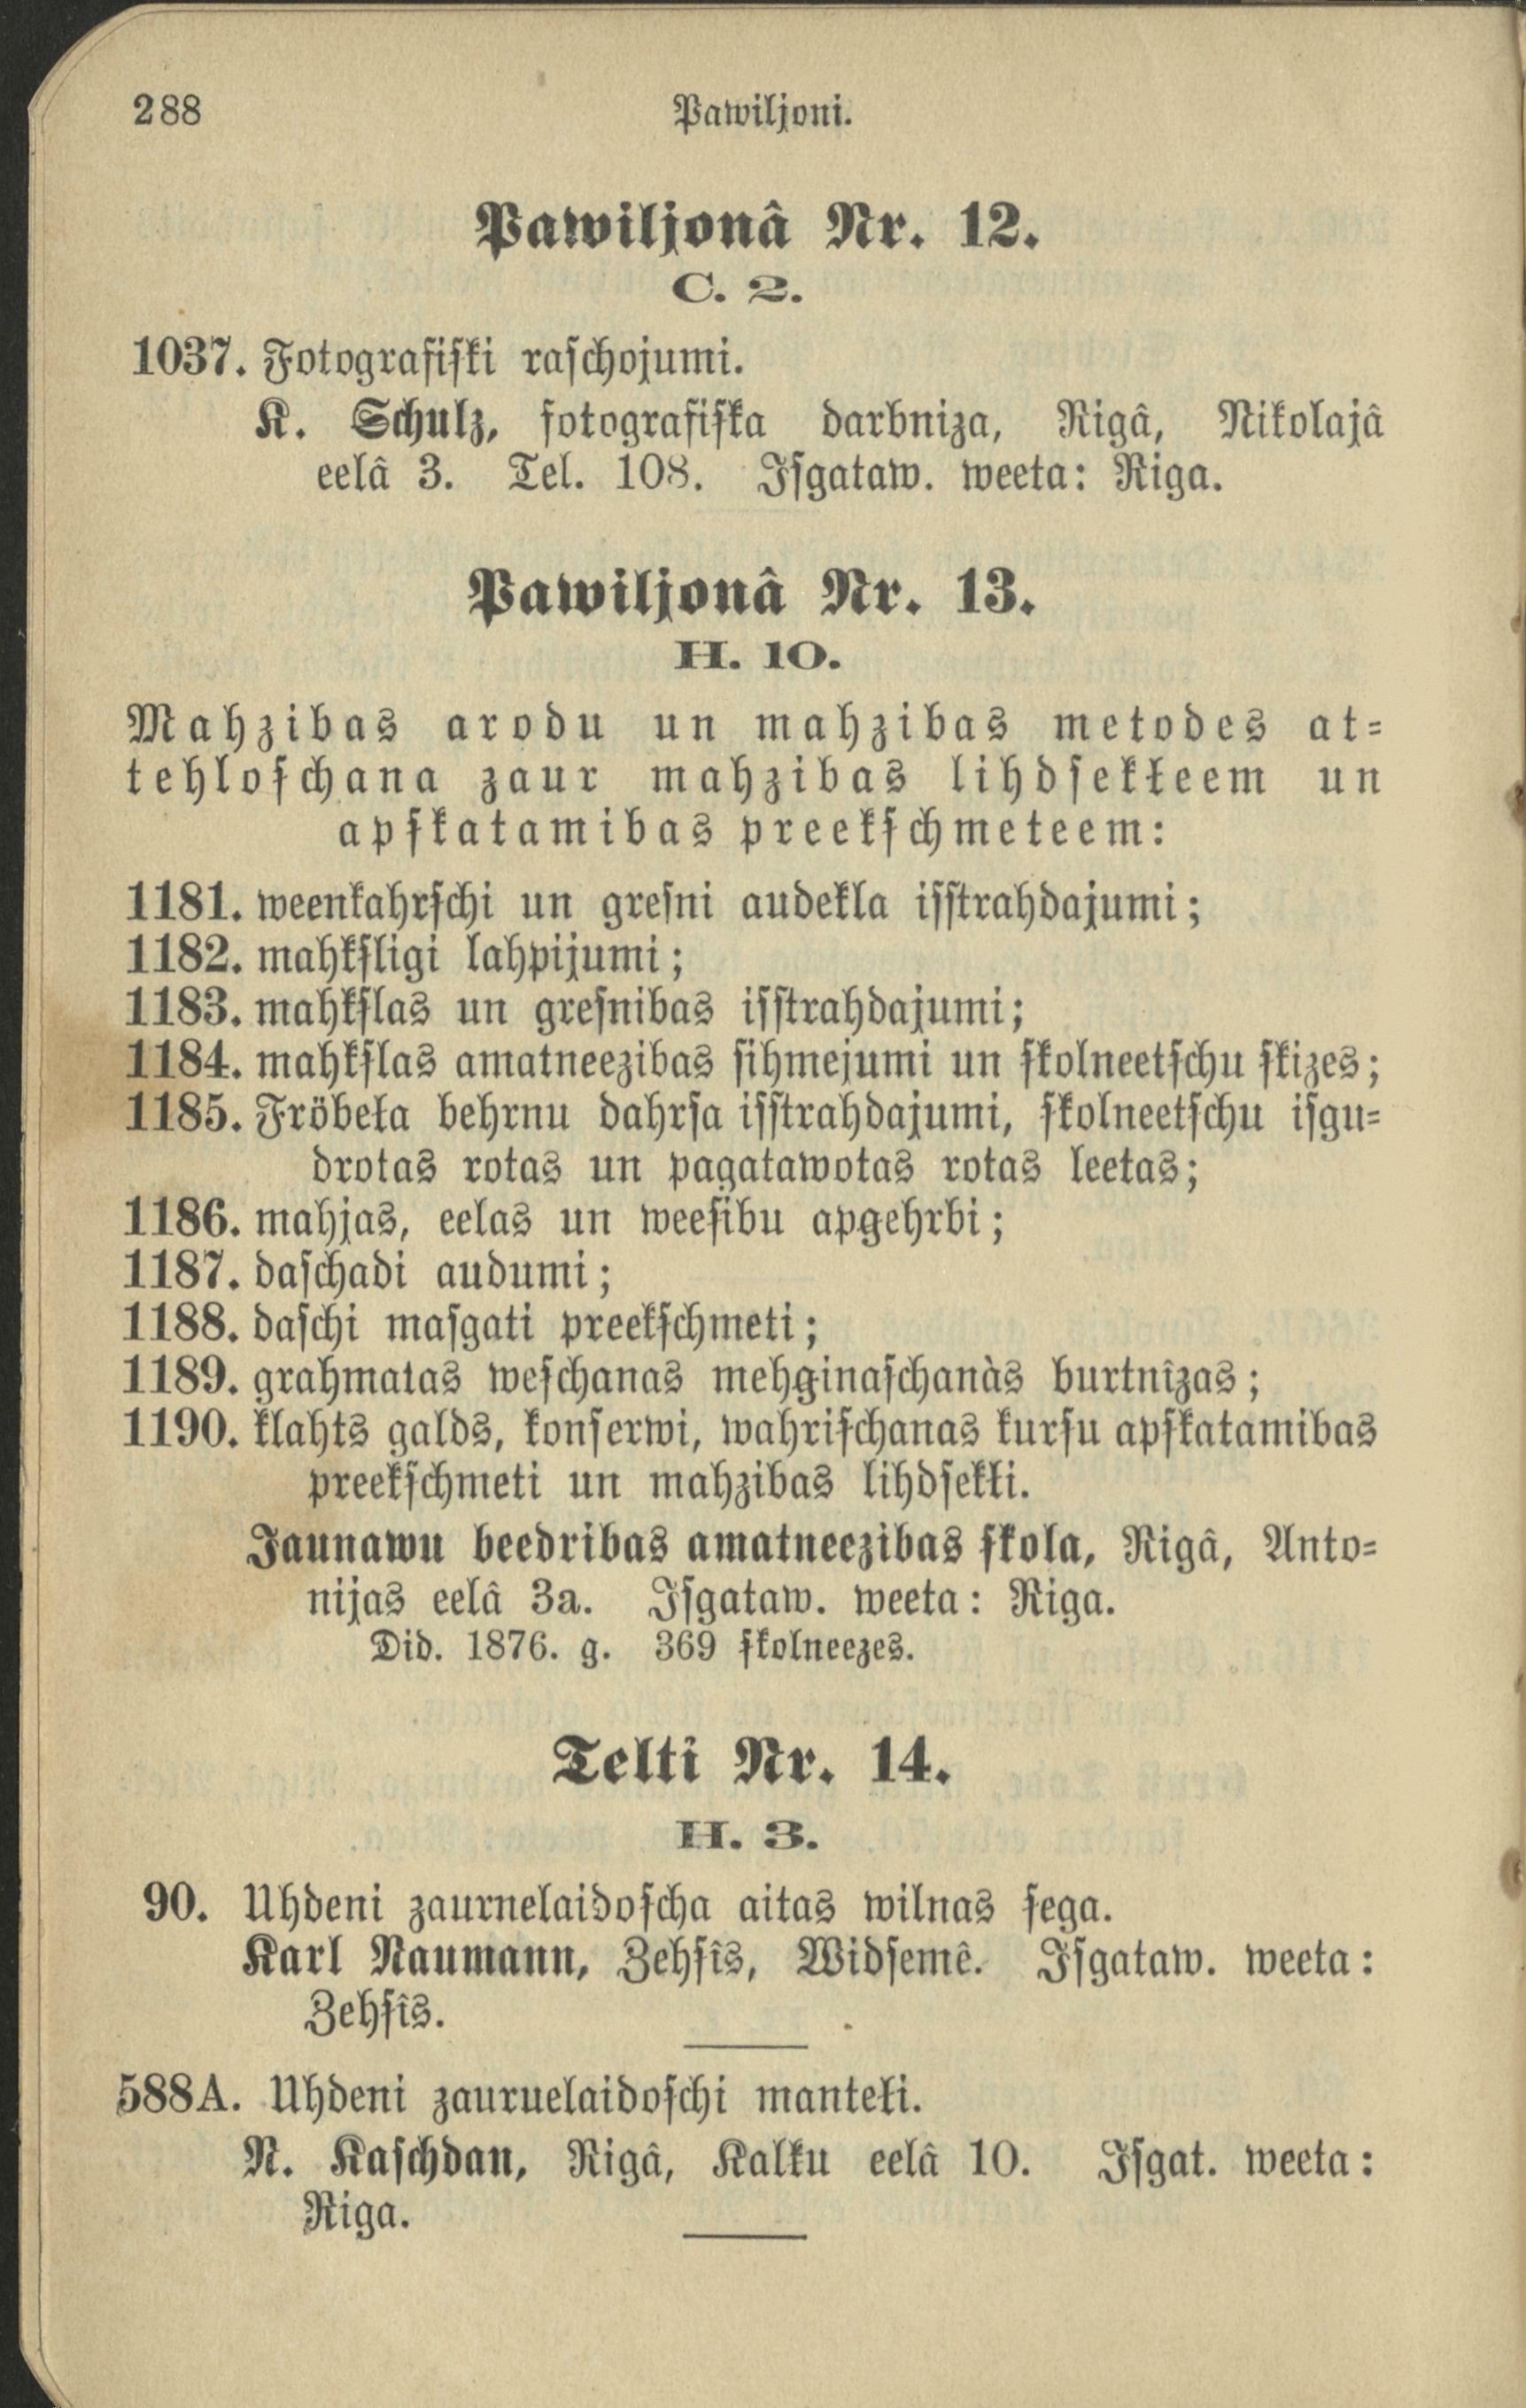 288
Pawiljoni.
Pawiljonâ Nr. 12.
C. 2.
1037. Fotografiſki raſchojumi.
K. Schulz, fotografiſka darbniza, Rigâ, Nikolajâ
eelâ 3. Tel. 108. Iſgataw. weeta: Riga.
Pawiljonâ Nr. 13.
H. 10.
Mahzibas arodu un mahzibas metodes at-
tehloſchana zaur mahzibas lihdſekłeem un
apſkatamibas preekſchmeteem:
1181. weenkahrſchi un greſni audekla iſſtrahdajumi;
1182. mahkſligi lahpijumi;
1183. mahkſlas un greſnibas iſſtrahdajumi;
1184. mahkſlas amatneezibas ſihmejumi un ſkolneetſchu ſkizes;
1185. Fröbeła behrnu dahrſa iſſtrahdajumi, ſkolneetſchu iſgu-
drotas rotas un pagatawotas rotas leetas;
1186. mahjas, eelas un weeſibu apgehrbi;
1187. daſchadi audumi;
1188. daſchi maſgati preekſchmeti;
1189. grahmatas weſchanas mehginaſchanàs burtnîzas;
1190. klahts galds, konſerwi, wahriſchanas kurſu apſkatamibas
preekſchmeti un mahzibas lihdſekłi.
Jaunawu beedribas amatneezibas ſkola, Rigâ, Anto-
nijas eelâ 3a. Iſgataw. weeta: Riga.
Dib. 1876. g. 369 ſkolneezes.
Telti Nr. 14.
H. 3.
90. Uhdeni zaurnelaidoſcha aitas wilnas ſega.
Karl Naumann, Zehſîs, Widſemê. Iſgataw. weeta:
Zehſîs.
588A. Uhdeni zauruelaidoſchi mantełi.
N. Kaſchdan, Rigâ, Kalku eelâ 10. Iſgat. weeta:
Riga.